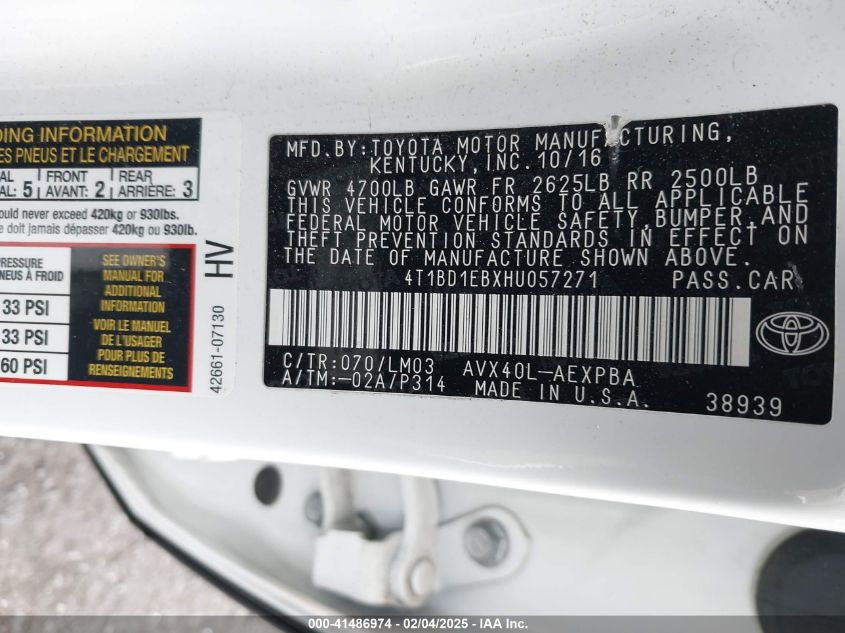 DING INFORMATION
ES PNEUS ET LE CHARGEMENT
AL : 5 FRONT AVANT: 2 REAR ARRIÈRE: 3
ould never exceed 420kg or 930lbs.
e doit jamais dépasser 420kg ou 930lb.
PRESSURE
NEUS À FROID
33 PSI
33 PSI
60 PSI
SEE OWNER'S
MANUAL FOR
ADDITIONAL
INFORMATION
VOIR LE MANUEL
DE L'USAGER
POUR PLUS DE
RENSEIGNEMENTS
HV
42661-07130
MFD. BY: TOYOTA MOTOR MANUFACTURING,
KENTUCKY, INC. 10/16
GVWR 4700LB GAWR FR 2625LB RR 2500LB
THIS VEHICLE CONFORMS TO ALL APPLICABLE
FEDERAL MOTOR VEHICLE SAFETY, BUMPER, AND
THEFT PREVENTION STANDARDS IN EFFECT ON
THE DATE OF MANUFACTURE SHOWN ABOVE.
4T1BD1EBXHU057271 PASS.CAR
C/TR: 070/LM03 AVX40L-AEXPBA
A/TM: -02A/P314 MADE IN U.S.A.
38939
000-41486974 - 02/04/2025 - IAA Inc.